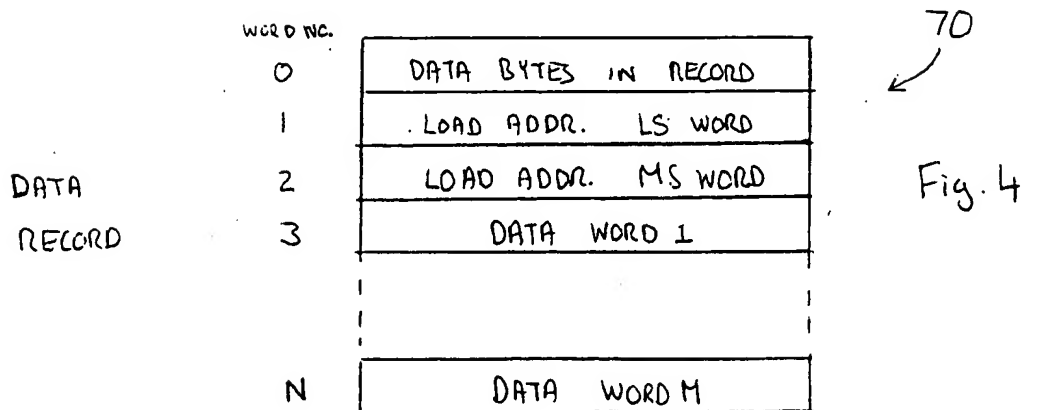 WORD NO.
70
0 DATA BYTES IN RECORD
1 LOAD ADDR. LS WORD
DATA 2 LOAD ADDR. MS WORD
Fig. 4
RECORD 3 DATA WORD 1
N DATA WORD M